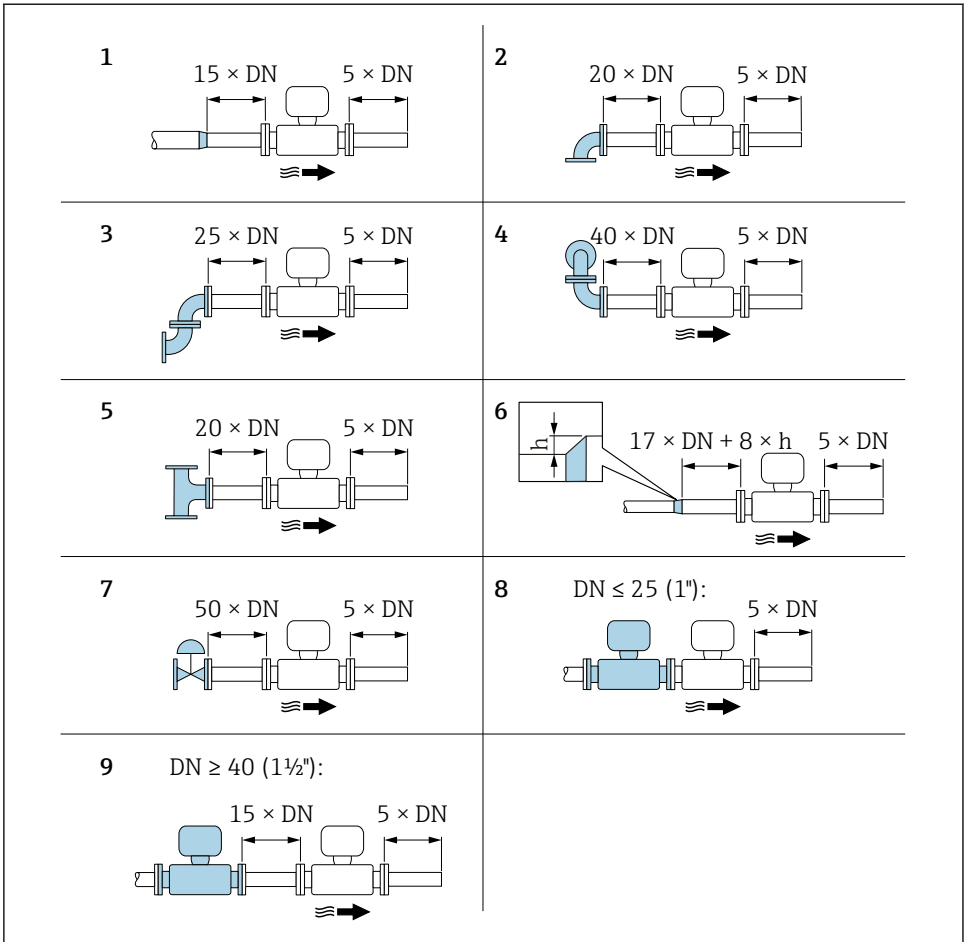 1
15 × DN 5 × DN
2
20 × DN 5 × DN
3
25 × DN 5 × DN
4
40 × DN 5 × DN
5
20 × DN 5 × DN
6
h
17 × DN + 8 × h 5 × DN
7
50 × DN 5 × DN
8 DN ≤ 25 (1"):
5 × DN
9 DN ≥ 40 (1½"):
15 × DN 5 × DN